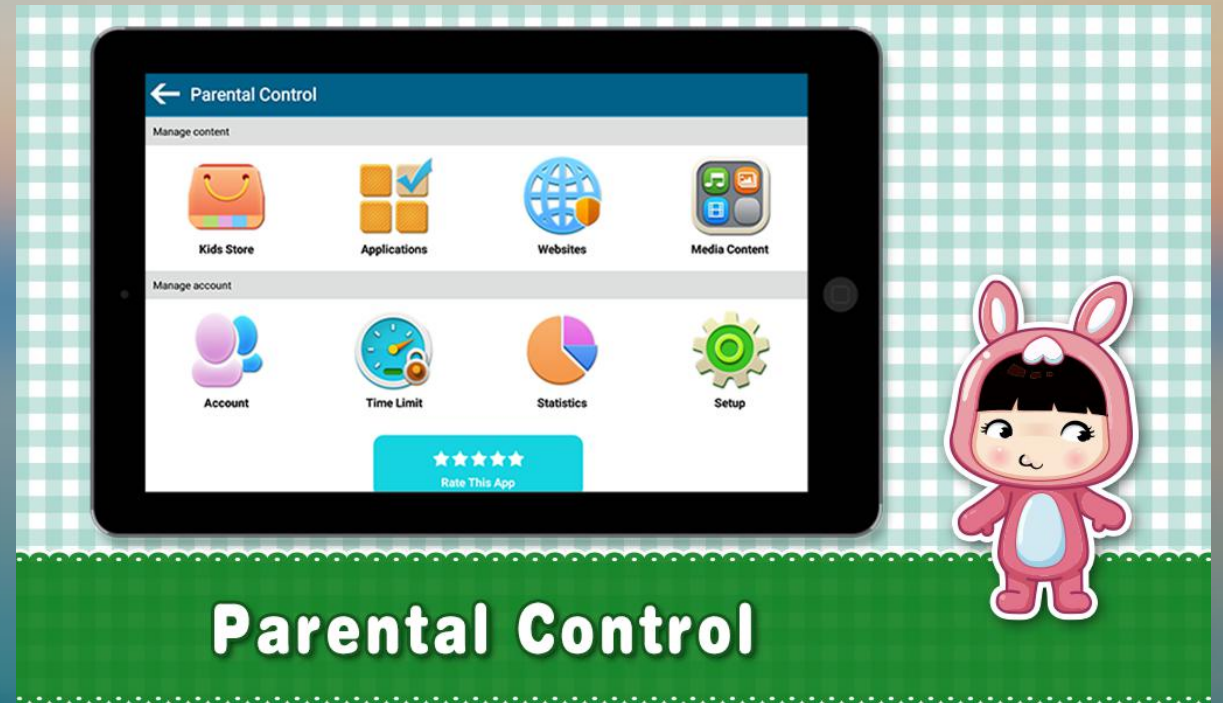 Parental Control
Manage content
Kids Store Applications Websites Media Content
Manage account
Account Time Limit Statistics Setup
Rate This App
Parental Control